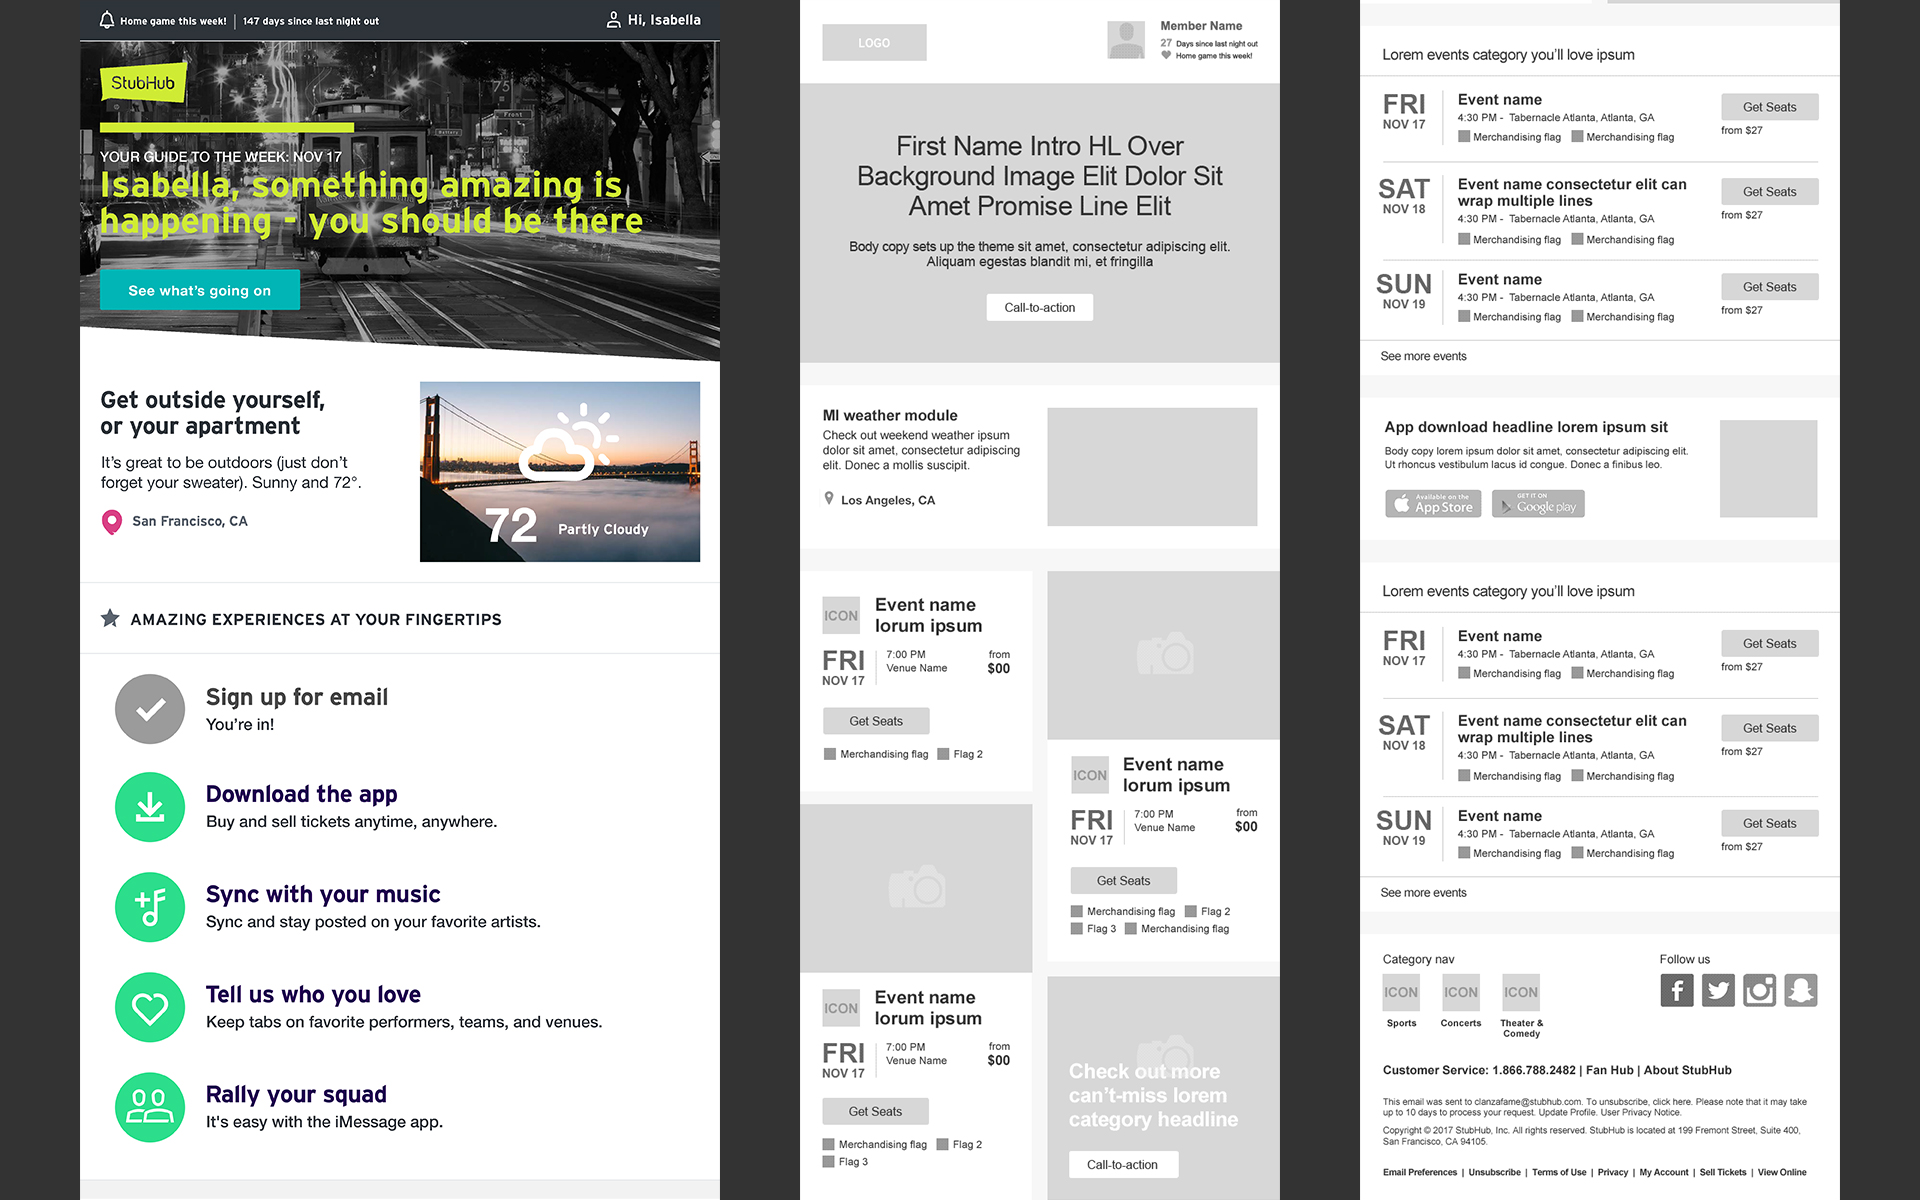 Home game this week! | 147 days since last night out
Hi, Isabella
StubHub
75
Front
Battery
YOUR GUIDE TO THE WEEK: NOV 17
Isabella, something amazing is
happening - you should be there
See what's going on
Get outside yourself,
or your apartment
It's great to be outdoors (just don't
forget your sweater). Sunny and 72°.
San Francisco, CA
72 Partly Cloudy
AMAZING EXPERIENCES AT YOUR FINGERTIPS
Sign up for email
You're in!
Download the app
Buy and sell tickets anytime, anywhere.
Sync with your music
Sync and stay posted on your favorite artists.
Tell us who you love
Keep tabs on favorite performers, teams, and venues.
Rally your squad
It's easy with the iMessage app.
LOGO
Member Name
27 Days since last night out
Home game this week!
First Name Intro HL Over
Background Image Elit Dolor Sit
Amet Promise Line Elit
Body copy sets up the theme sit amet, consectetur adipiscing elit.
Aliquam egestas blandit mi, et fringilla
Call-to-action
MI weather module
Check out weekend weather ipsum
dolor sit amet, consectetur adipiscing
elit. Donec a mollis suscipit.
Los Angeles, CA
ICON
Event name
lorum ipsum
FRI
NOV 17
7:00 PM
Venue Name
from
$00
Get Seats
Merchandising flag Flag 2
ICON
Event name
lorum ipsum
FRI
NOV 17
7:00 PM
Venue Name
from
$00
Get Seats
Merchandising flag Flag 2
Flag 3
ICON
Event name
lorum ipsum
FRI
NOV 17
7:00 PM
Venue Name
from
$00
Get Seats
Merchandising flag Flag 2
Flag 3 Merchandising flag
Check out more
can't-miss lorem
category headline
Call-to-action
Lorem events category you'll love ipsum
FRI
NOV 17
Event name
4:30 PM - Tabernacle Atlanta, Atlanta, GA
Merchandising flag Merchandising flag
Get Seats
from $27
SAT
NOV 18
Event name consectetur elit can
wrap multiple lines
4:30 PM - Tabernacle Atlanta, Atlanta, GA
Merchandising flag Merchandising flag
Get Seats
from $27
SUN
NOV 19
Event name
4:30 PM - Tabernacle Atlanta, Atlanta, GA
Merchandising flag Merchandising flag
Get Seats
from $27
See more events
App download headline lorem ipsum sit
Body copy lorem ipsum dolor sit amet, consectetur adipiscing elit.
Ut rhoncus vestibulum lacus id congue. Donec a finibus leo.
Available on the
App Store
GET IT ON
Google play
Lorem events category you'll love ipsum
FRI
NOV 17
Event name
4:30 PM - Tabernacle Atlanta, Atlanta, GA
Merchandising flag Merchandising flag
Get Seats
from $27
SAT
NOV 18
Event name consectetur elit can
wrap multiple lines
4:30 PM - Tabernacle Atlanta, Atlanta, GA
Merchandising flag Merchandising flag
Get Seats
from $27
SUN
NOV 19
Event name
4:30 PM - Tabernacle Atlanta, Atlanta, GA
Merchandising flag Merchandising flag
Get Seats
from $27
See more events
Category nav
ICON ICON ICON
Sports Concerts Theater &
Comedy
Follow us
Customer Service: 1.866.788.2482 | Fan Hub | About StubHub
This email was sent to clanzafame@stubhub.com. To unsubscribe, click here. Please note that it may take
up to 10 days to process your request. Update Profile. User Privacy Notice.
Copyright © 2017 StubHub, Inc. All rights reserved. StubHub is located at 199 Fremont Street, Suite 400,
San Francisco, CA 94105.
Email Preferences | Unsubscribe | Terms of Use | Privacy | My Account | Sell Tickets | View Online